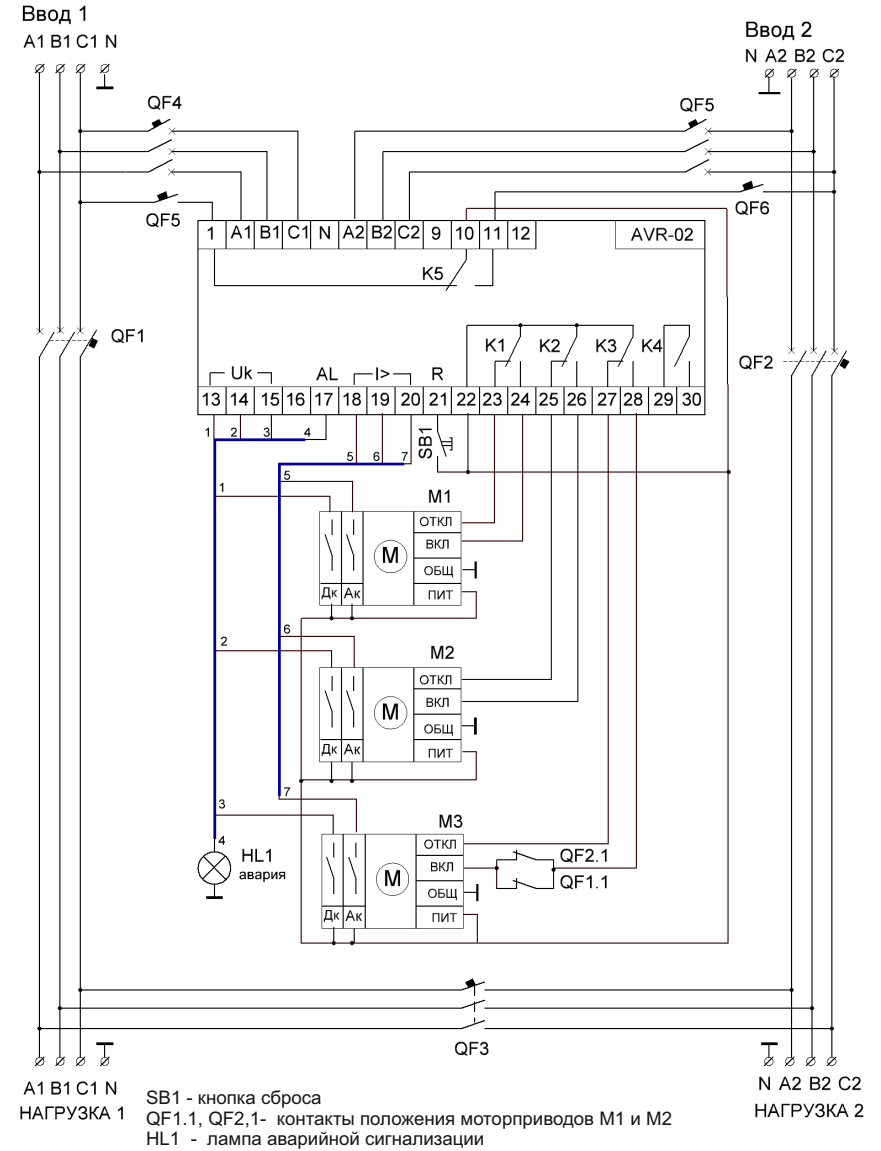 Ввод 1
A1 B1 C1 N
Ввод 2
N A2 B2 C2
QF4
QF5
QF5
QF6
1 A1 B1 C1 N A2 B2 C2 9 10 11 12
AVR-02
K5
QF1
QF2
K1 K2 K3 K4
Uk AL I> R
13 14 15 16 17 18 19 20 21 22 23 24 25 26 27 28 29 30
1 2 3 4
SB1
5 6 7
5
1
M1
ОТКЛ
ВКЛ
М
ОБЩ
Дк Ак ПИТ
6
2
M2
ОТКЛ
ВКЛ
М
ОБЩ
Дк Ак ПИТ
7
3
M3
4
ОТКЛ
ВКЛ
М
ОБЩ
Дк Ак ПИТ
QF2.1
QF1.1
HL1
авария
QF3
A1 B1 C1 N
НАГРУЗКА 1
N A2 B2 C2
НАГРУЗКА 2
SB1 - кнопка сброса
QF1.1, QF2,1- контакты положения моторприводов М1 и М2
HL1 - лампа аварийной сигнализации